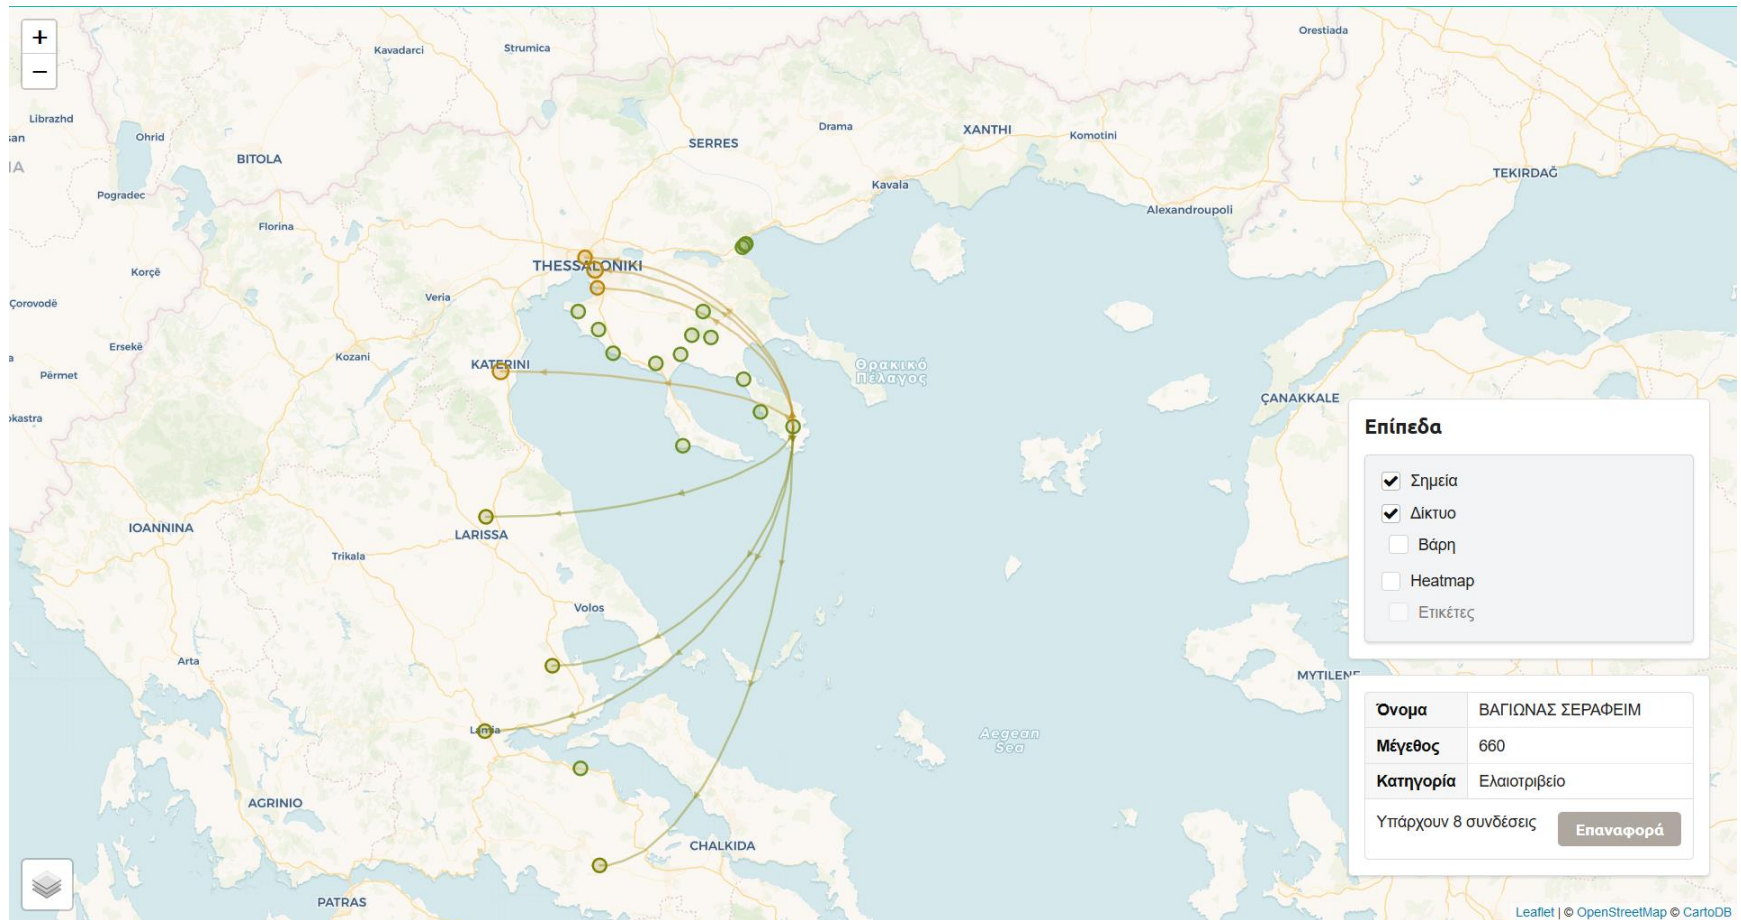 +
−
Kavadarci
Strumica
Orestiada
Librazhd
san
Ohrid
BITOLA
SERRES
Drama
XANTHI
Komotini
IA
TEKIRDAĞ
Pogradec
Kavala
Alexandroupoli
Florina
Korçë
THESSALONIKI
Çorovodë
Veria
Ersekë
Kozani
KATERINI
Θρακικό
Πέλαγος
Përmet
ÇANAKKALE
okastra
IOANNINA
LARISSA
Trikala
Volos
Arta
MYTILENE
Lamia
Aegean
Sea
AGRINIO
CHALKIDA
PATRAS
Επίπεδα
Σημεία
Δίκτυο
Βάρη
Heatmap
Ετικέτες
Όνομα ΒΑΓΙΩΝΑΣ ΣΕΡΑΦΕΙΜ
Μέγεθος 660
Κατηγορία Ελαιοτριβείο
Υπάρχουν 8 συνδέσεις Επαναφορά
Leaflet | © OpenStreetMap © CartoDB